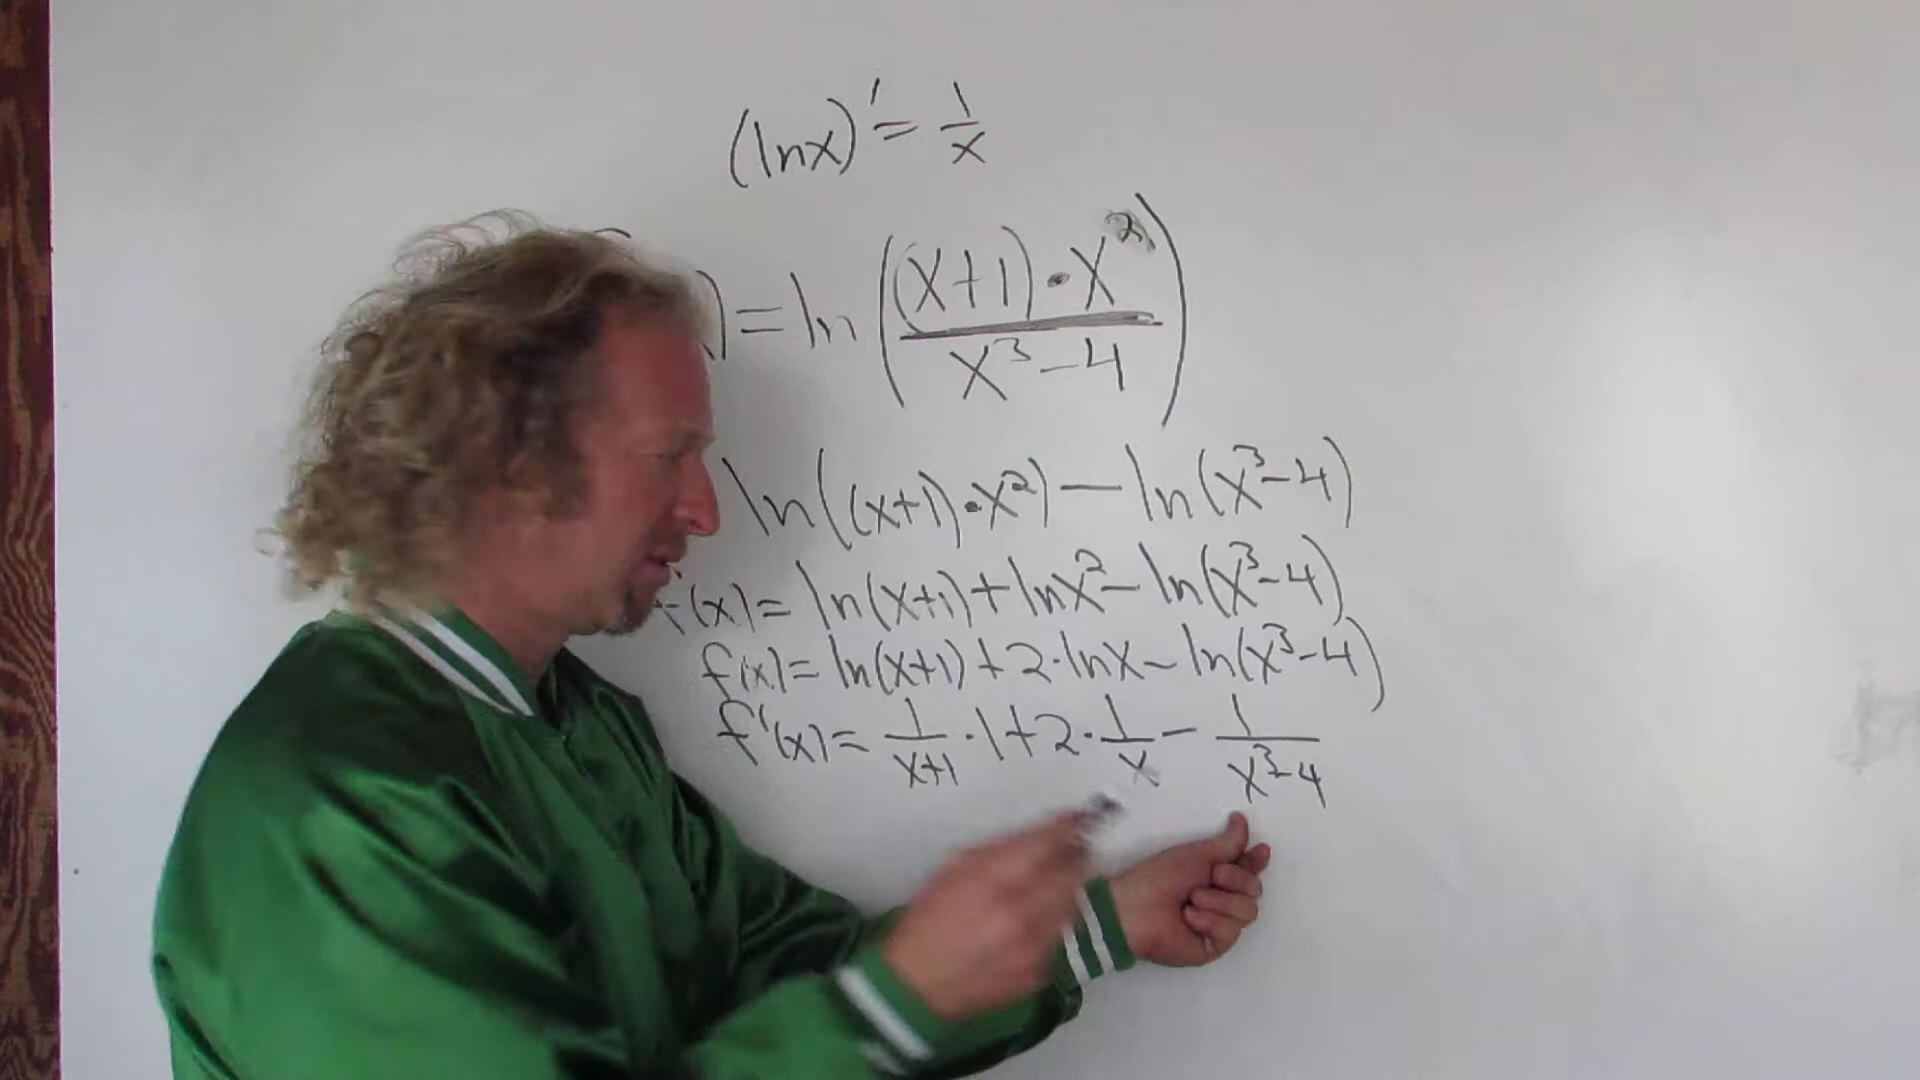 (lnx)' = 1/x
) = ln ( (x+1)·x² / x³-4 )
ln((x+1)·x²) - ln(x³-4)
f(x) = ln(x+1) + lnx² - ln(x³-4)
f(x) = ln(x+1) + 2·lnx - ln(x³-4)
f'(x) = 1/x+1 · 1 + 2 · 1/x - 1/x³-4